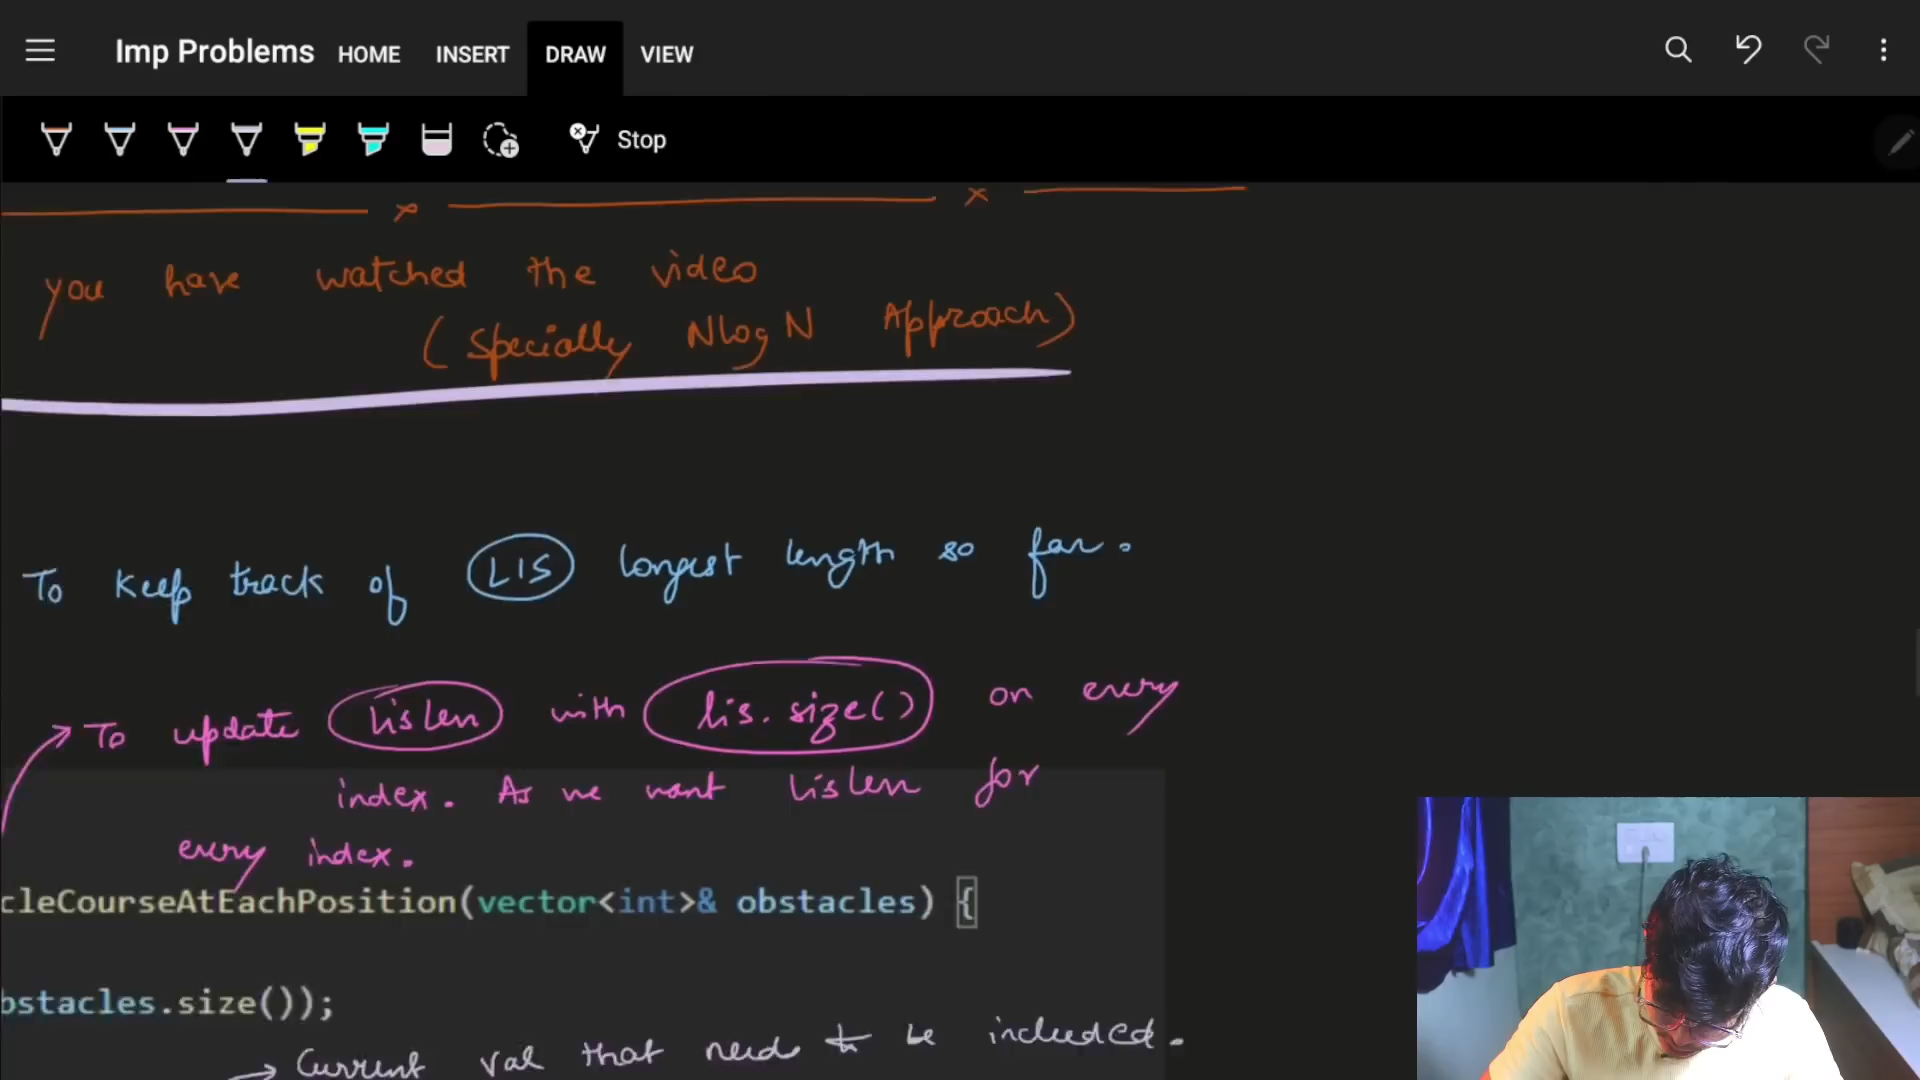 Imp Problems HOME INSERT DRAW VIEW
Stop
you have watched the video
(Specially NlogN Approach)
To keep track of LIS longest length so far.
To update lislen with lis.size() on every
index. As we want lislen for
every index.
cleCourseAtEachPosition(vector<int>& obstacles) {
bstacles.size());
→ Current val that needs to be included.